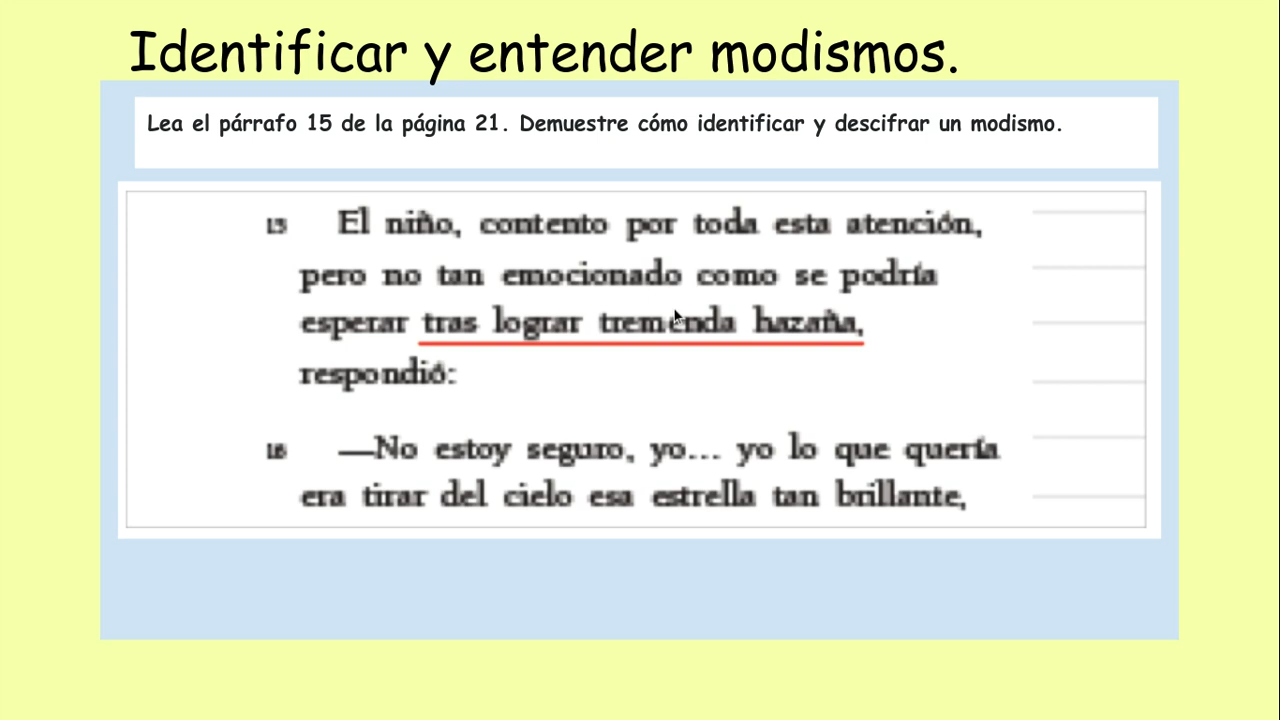 Identificar y entender modismos.
Lea el párrafo 15 de la página 21. Demuestre cómo identificar y descifrar un modismo.
15 El niño, contento por toda esta atención,
pero no tan emocionado como se podría
esperar tras lograr tremenda hazaña,
respondió:
16 —No estoy seguro, yo... yo lo que quería
era tirar del cielo esa estrella tan brillante,